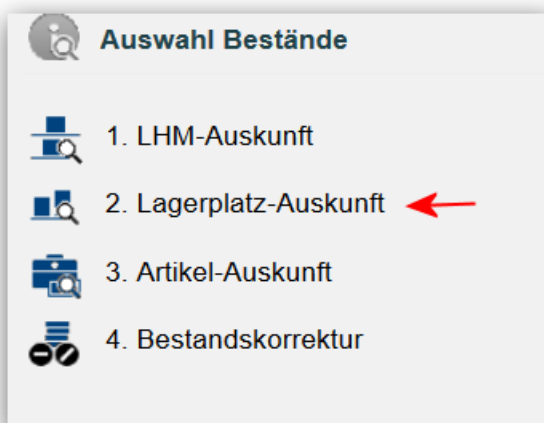 Auswahl Bestände
1. LHM-Auskunft
2. Lagerplatz-Auskunft
3. Artikel-Auskunft
4. Bestandskorrektur